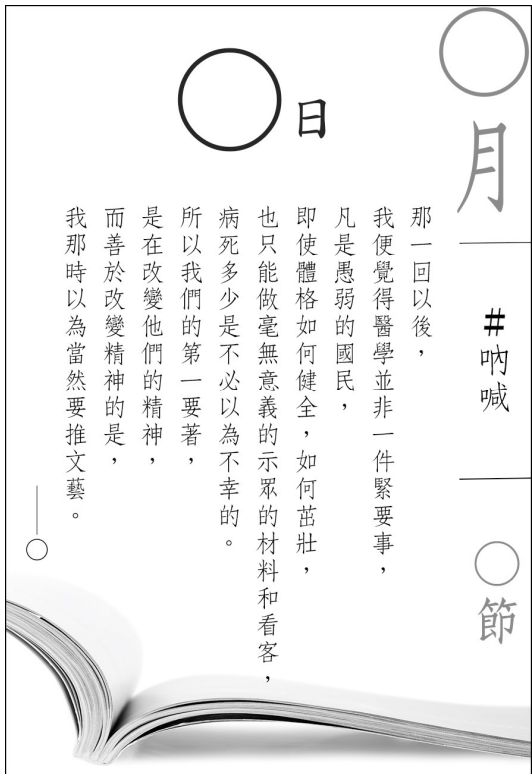 ○月
#吶喊
○節
○日
那一回以後，
我便覺得醫學並非一件緊要事，
凡是愚弱的國民，
即使體格如何健全，如何茁壯，
也只能做毫無意義的示眾的材料和看客，
病死多少是不必以為不幸的。
所以我們的第一要著，
是在改變他們的精神，
而善於改變精神的是，
我那時以為當然要推文藝。
——○